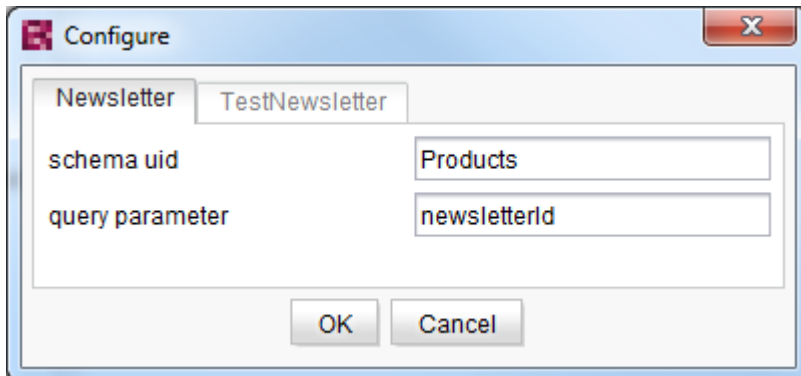 Configure
Newsletter TestNewsletter
schema uid Products
query parameter newsletterId
OK Cancel